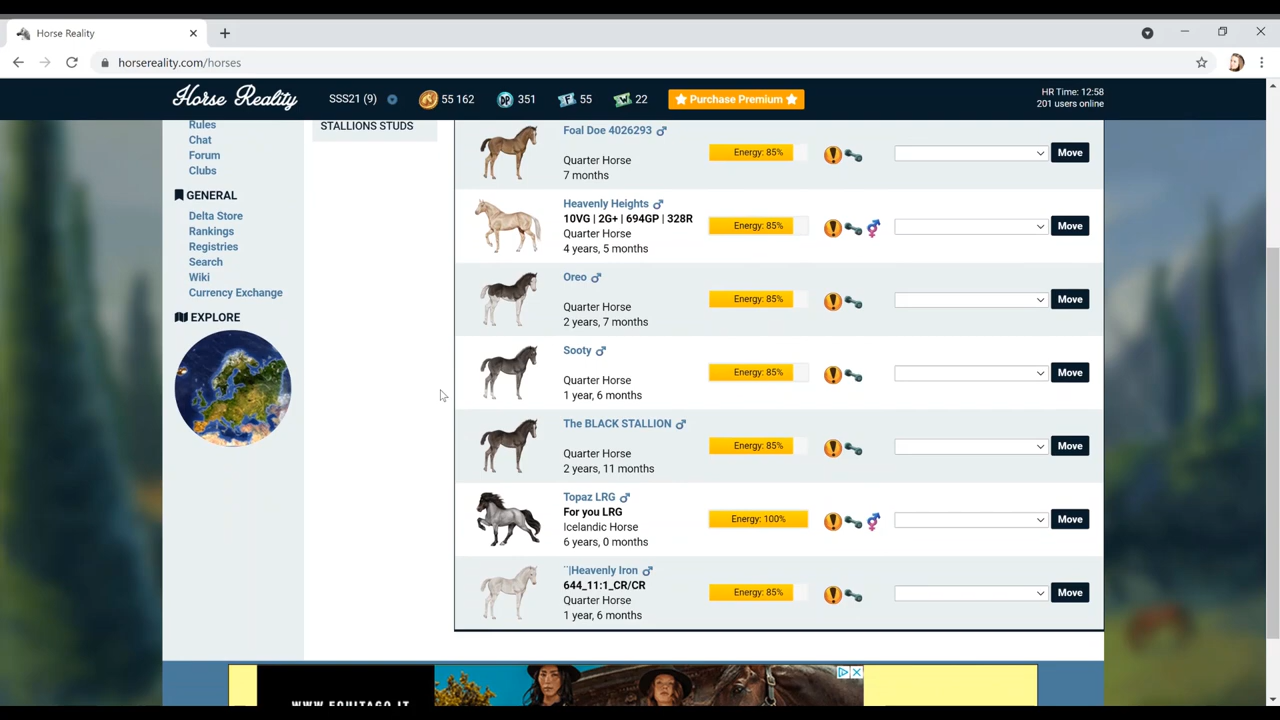 Horse Reality
horsereality.com/horses
Horse Reality
SSS21 (9)
55 162
351
55
22
Purchase Premium
HR Time: 12:58
201 users online
Rules
Chat
Forum
Clubs
GENERAL
Delta Store
Rankings
Registries
Search
Wiki
Currency Exchange
EXPLORE
STALLIONS STUDS
Foal Doe 4026293
Quarter Horse
7 months
Energy: 85%
Move
Heavenly Heights
10VG | 2G+ | 694GP | 328R
Quarter Horse
4 years, 5 months
Energy: 85%
Move
Oreo
Quarter Horse
2 years, 7 months
Energy: 85%
Move
Sooty
Quarter Horse
1 year, 6 months
Energy: 85%
Move
The BLACK STALLION
Quarter Horse
2 years, 11 months
Energy: 85%
Move
Topaz LRG
For you LRG
Icelandic Horse
6 years, 0 months
Energy: 100%
Move
¨|Heavenly Iron
644_11:1_CR/CR
Quarter Horse
1 year, 6 months
Energy: 85%
Move
WWW.EQUITAGO.IT